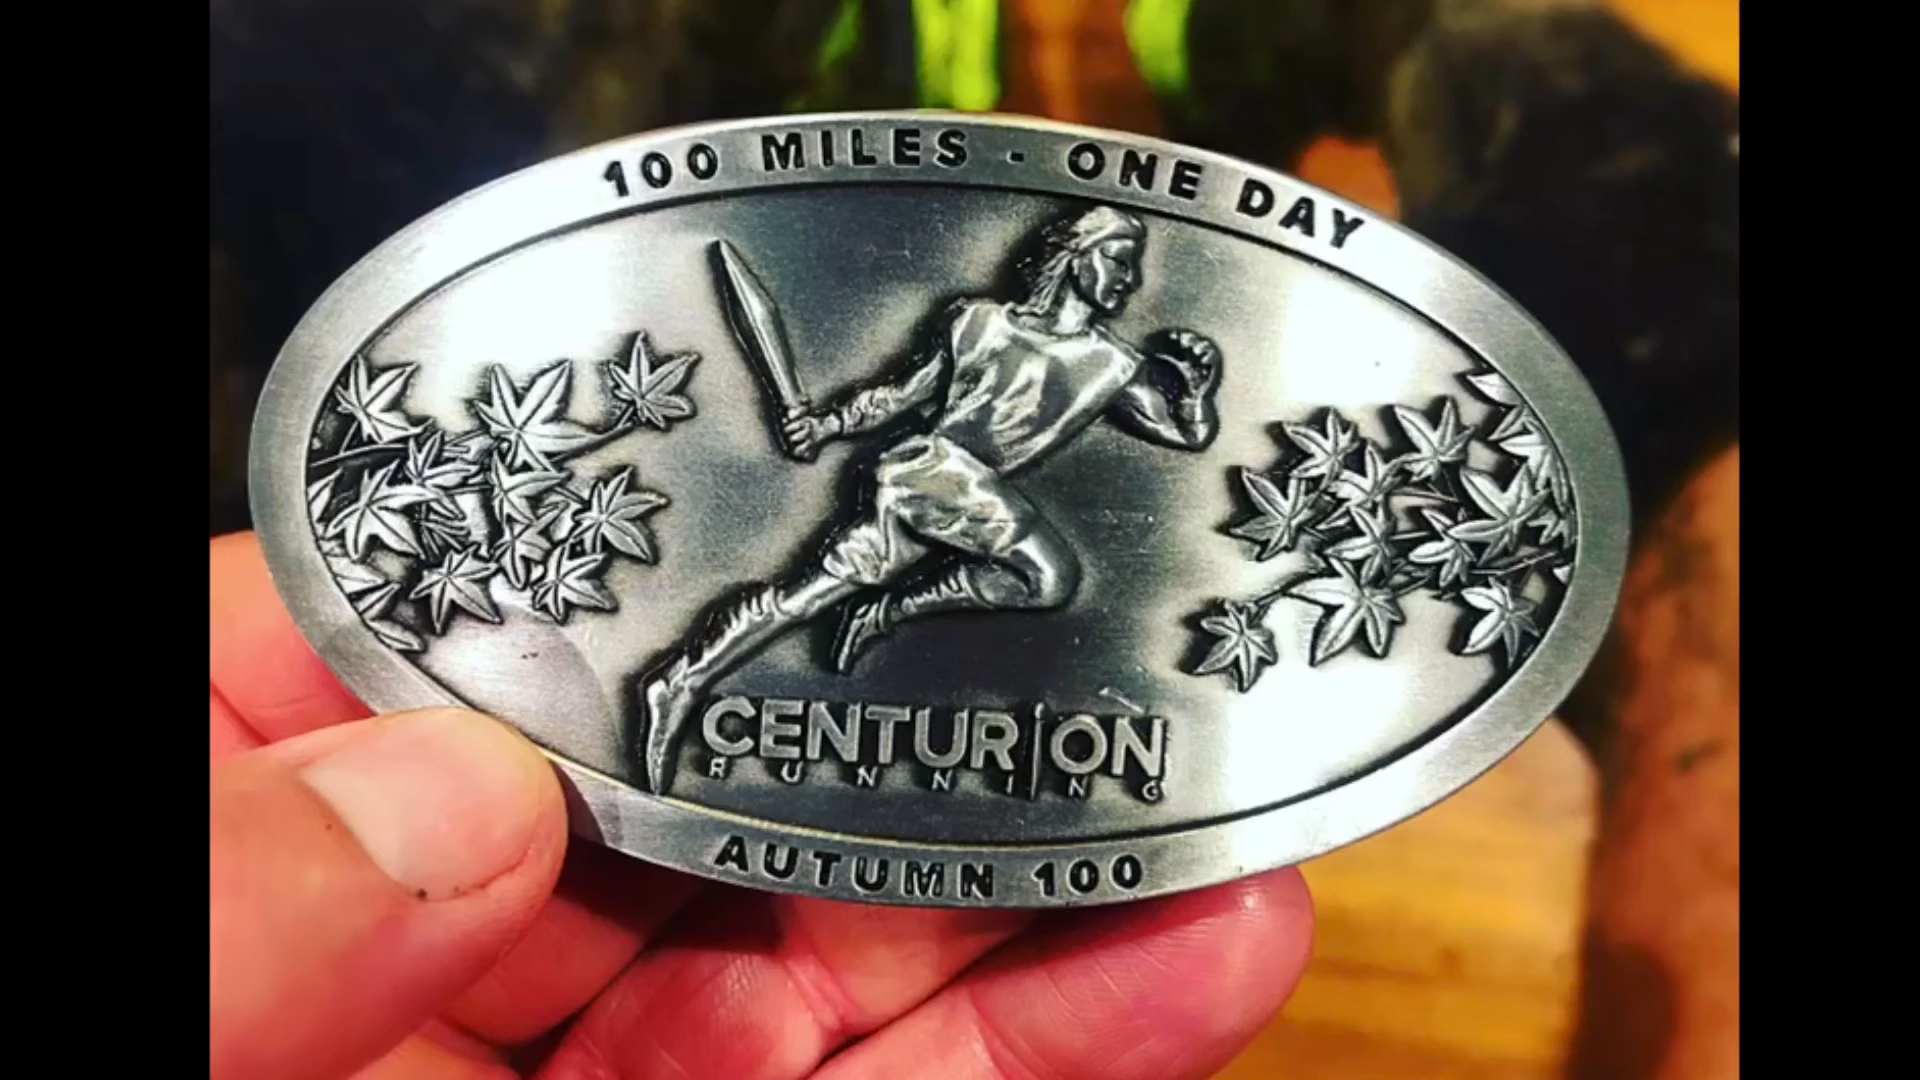 100 MILES - ONE DAY
CENTURION
RUNNING
AUTUMN 100